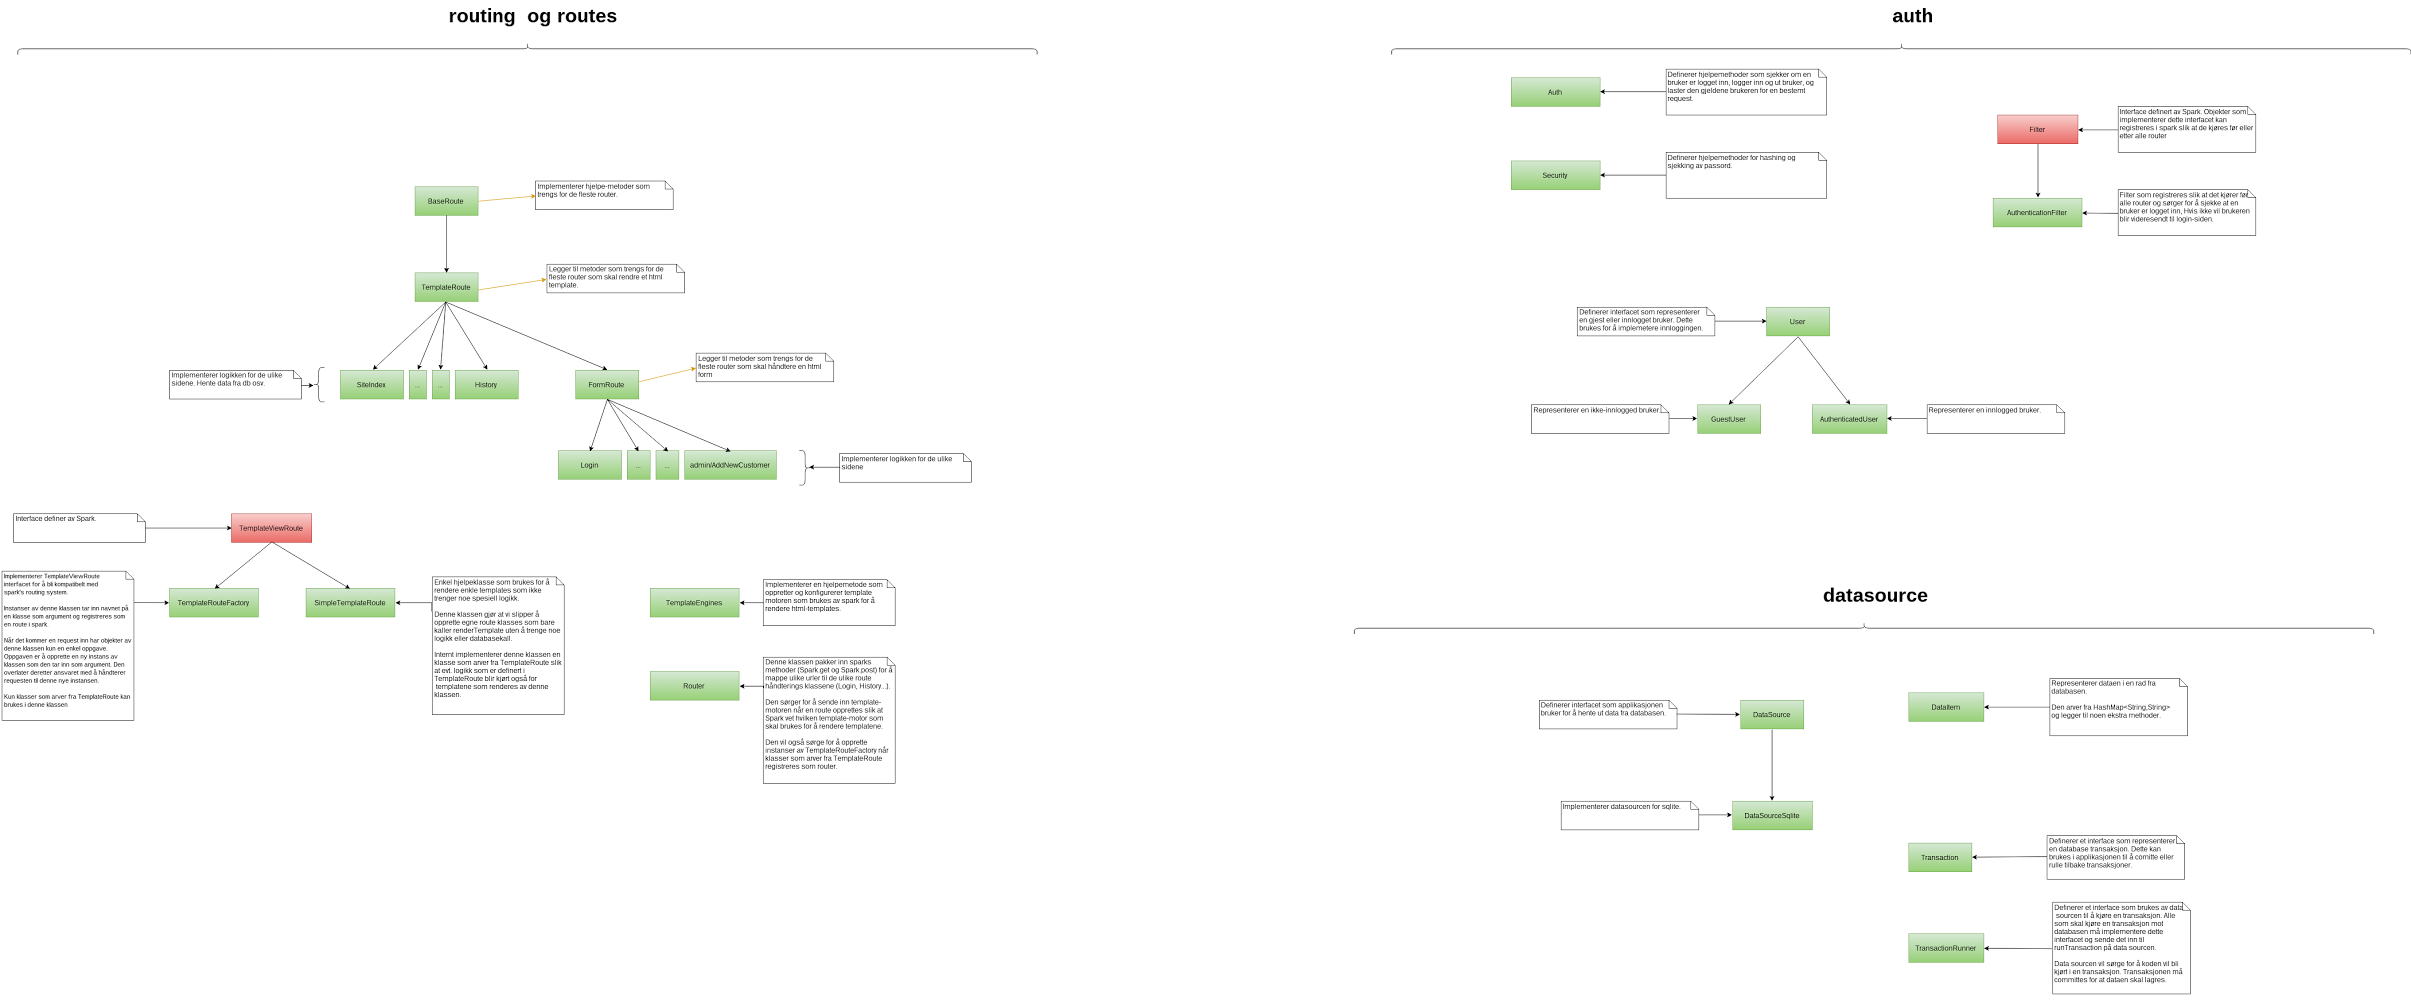 routing  og routes
BaseRoute
Implementerer hjelpe-metoder som
trengs for de fleste router.
TemplateRoute
Legger til metoder som trengs for de
fleste router som skal rendre et html
template.
Implementerer logikken for de ulike
sidene. Hente data fra db osv.
SiteIndex
...
...
History
FormRoute
Legger til metoder som trengs for de
fleste router som skal håndtere en html
form
Login
...
...
admin/AddNewCustomer
Implementerer logikken for de ulike
sidene
Interface definer av Spark.
TemplateViewRoute
Implementerer TemplateViewRoute
interfacet for å bli kompatibelt med
spark's routing system.
Instanser av denne klassen tar inn navnet på
en klasse som argument og registreres som
en route i spark.
Når det kommer en request inn har objekter av
denne klassen kun en enkel oppgave.
Oppgaven er å opprette en ny instans av
klassen som den tar inn som argument. Den
overlater deretter ansvaret med å håndterer
requesten til denne nye instansen.
Kun klasser som arver fra TemplateRoute kan
brukes i denne klassen
TemplateRouteFactory
SimpleTemplateRoute
Enkel hjelpeklasse som brukes for å
rendere enkle templates som ikke
trenger noe spesiell logikk.
Denne klassen gjør at vi slipper å
opprette egne route klasses som bare
kaller renderTemplate uten å trenge noe
logikk eller databasekall.
Internt implementerer denne klassen en
klasse som arver fra TemplateRoute slik
at evt. logikk som er definert i
TemplateRoute blir kjørt også for
templatene som renderes av denne
klassen.
TemplateEngines
Implementerer en hjelpemetode som
oppretter og konfigurerer template
motoren som brukes av spark for å
rendere html-templates.
Router
Denne klassen pakker inn sparks
methoder (Spark.get og Spark.post) for å
mappe ulike urler til de ulike route
håndterings klassene (Login, History...).
Den sørger for å sende inn template-
motoren når en route opprettes slik at
Spark vet hvilken template-motor som
skal brukes for å rendere templatene.
Den vil også sørge for å opprette
instanser av TemplateRouteFactory når
klasser som arver fra TemplateRoute
registreres som router.
auth
Auth
Definerer hjelpemethoder som sjekker om en
bruker er logget inn, logger inn og ut bruker, og
laster den gjeldene brukeren for en bestemt
request.
Security
Definerer hjelpemethoder for hashing og
sjekking av passord.
Filter
Interface definert av Spark. Objekter som
implementerer dette interfacet kan
registreres i spark slik at de kjøres før eller
etter alle router
AuthenticationFilter
Filter som registreres slik at det kjører før
alle router og sørger for å sjekke at en
bruker er logget inn, Hvis ikke vil brukeren
blir videresendt til login-siden.
Definerer interfacet som representerer
en gjest eller innlogget bruker. Dette
brukes for å implemetere innloggingen.
User
Representerer en ikke-innlogged bruker.
GuestUser
AuthenticatedUser
Representerer en innlogged bruker.
datasource
Definerer interfacet som applikasjonen
bruker for å hente ut data fra databasen.
DataSource
Implementerer datasourcen for sqlite.
DataSourceSqlite
DataItem
Representerer dataen i en rad fra
databasen.
Den arver fra HashMap<String,String>
og legger til noen ekstra methoder.
Transaction
Definerer et interface som representerer
en database transaksjon. Dette kan
brukes i applikasjonen til å comitte eller
rulle tilbake transaksjoner.
TransactionRunner
Definerer et interface som brukes av data
sourcen til å kjøre en transaksjon. Alle
som skal kjøre en transaksjon mot
databasen må implementere dette
interfacet og sende det inn til
runTransaction på data sourcen.
Data sourcen vil sørge for å koden vil bli
kjørt i en transaksjon. Transaksjonen må
committes for at dataen skal lagres.